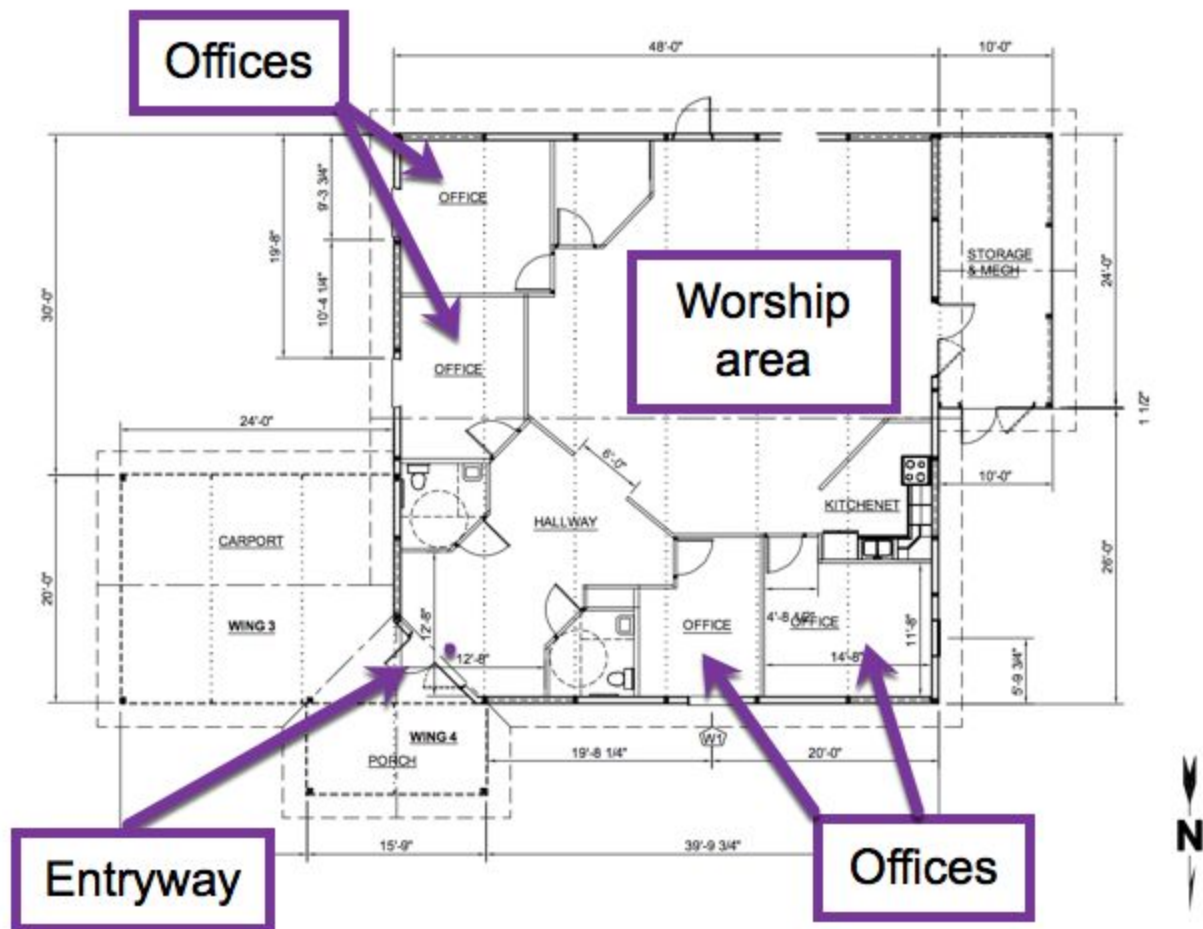 Offices
48'-0"
10'-0"
OFFICE
9'-3 3/4"
19'-8"
10'-4 1/4"
30'-0"
STORAGE
& MECH
24'-0"
Worship
area
OFFICE
1 1/2"
24'-0"
6'-0"
10'-0"
KITCHENET
HALLWAY
CARPORT
20'-0"
26'-0"
WING 3
12'-8"
12'-8"
OFFICE
4'-8 1/2"
OFFICE
11'-8"
14'-8"
5'-9 3/4"
WING 4
PORCH
W1
19'-8 1/4"
20'-0"
N
15'-9"
39'-9 3/4"
Entryway
Offices